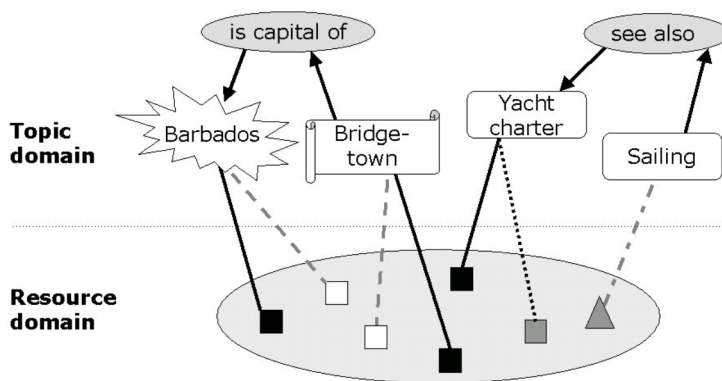 is capital of
see also
Topic
domain
Barbados
Bridge-
town
Yacht
charter
Sailing
Resource
domain